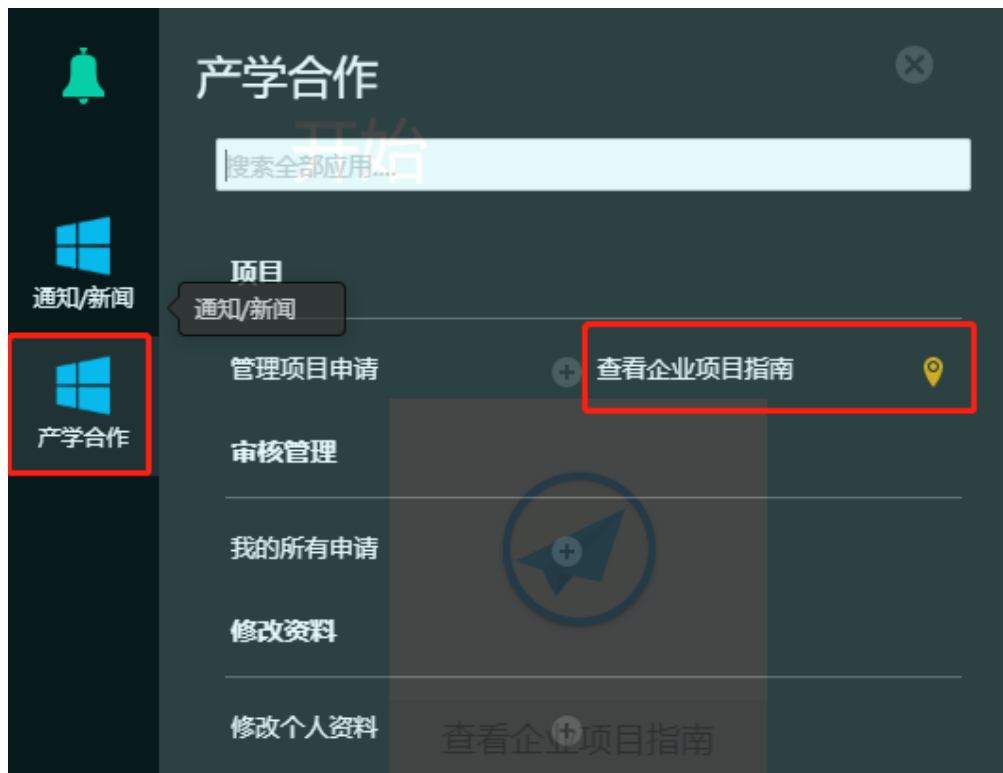 产学合作
开始
搜索全部应用....
项目
通知/新闻
通知/新闻
管理项目申请
查看企业项目指南
产学合作
审核管理
我的所有申请
修改资料
修改个人资料
查看企业项目指南